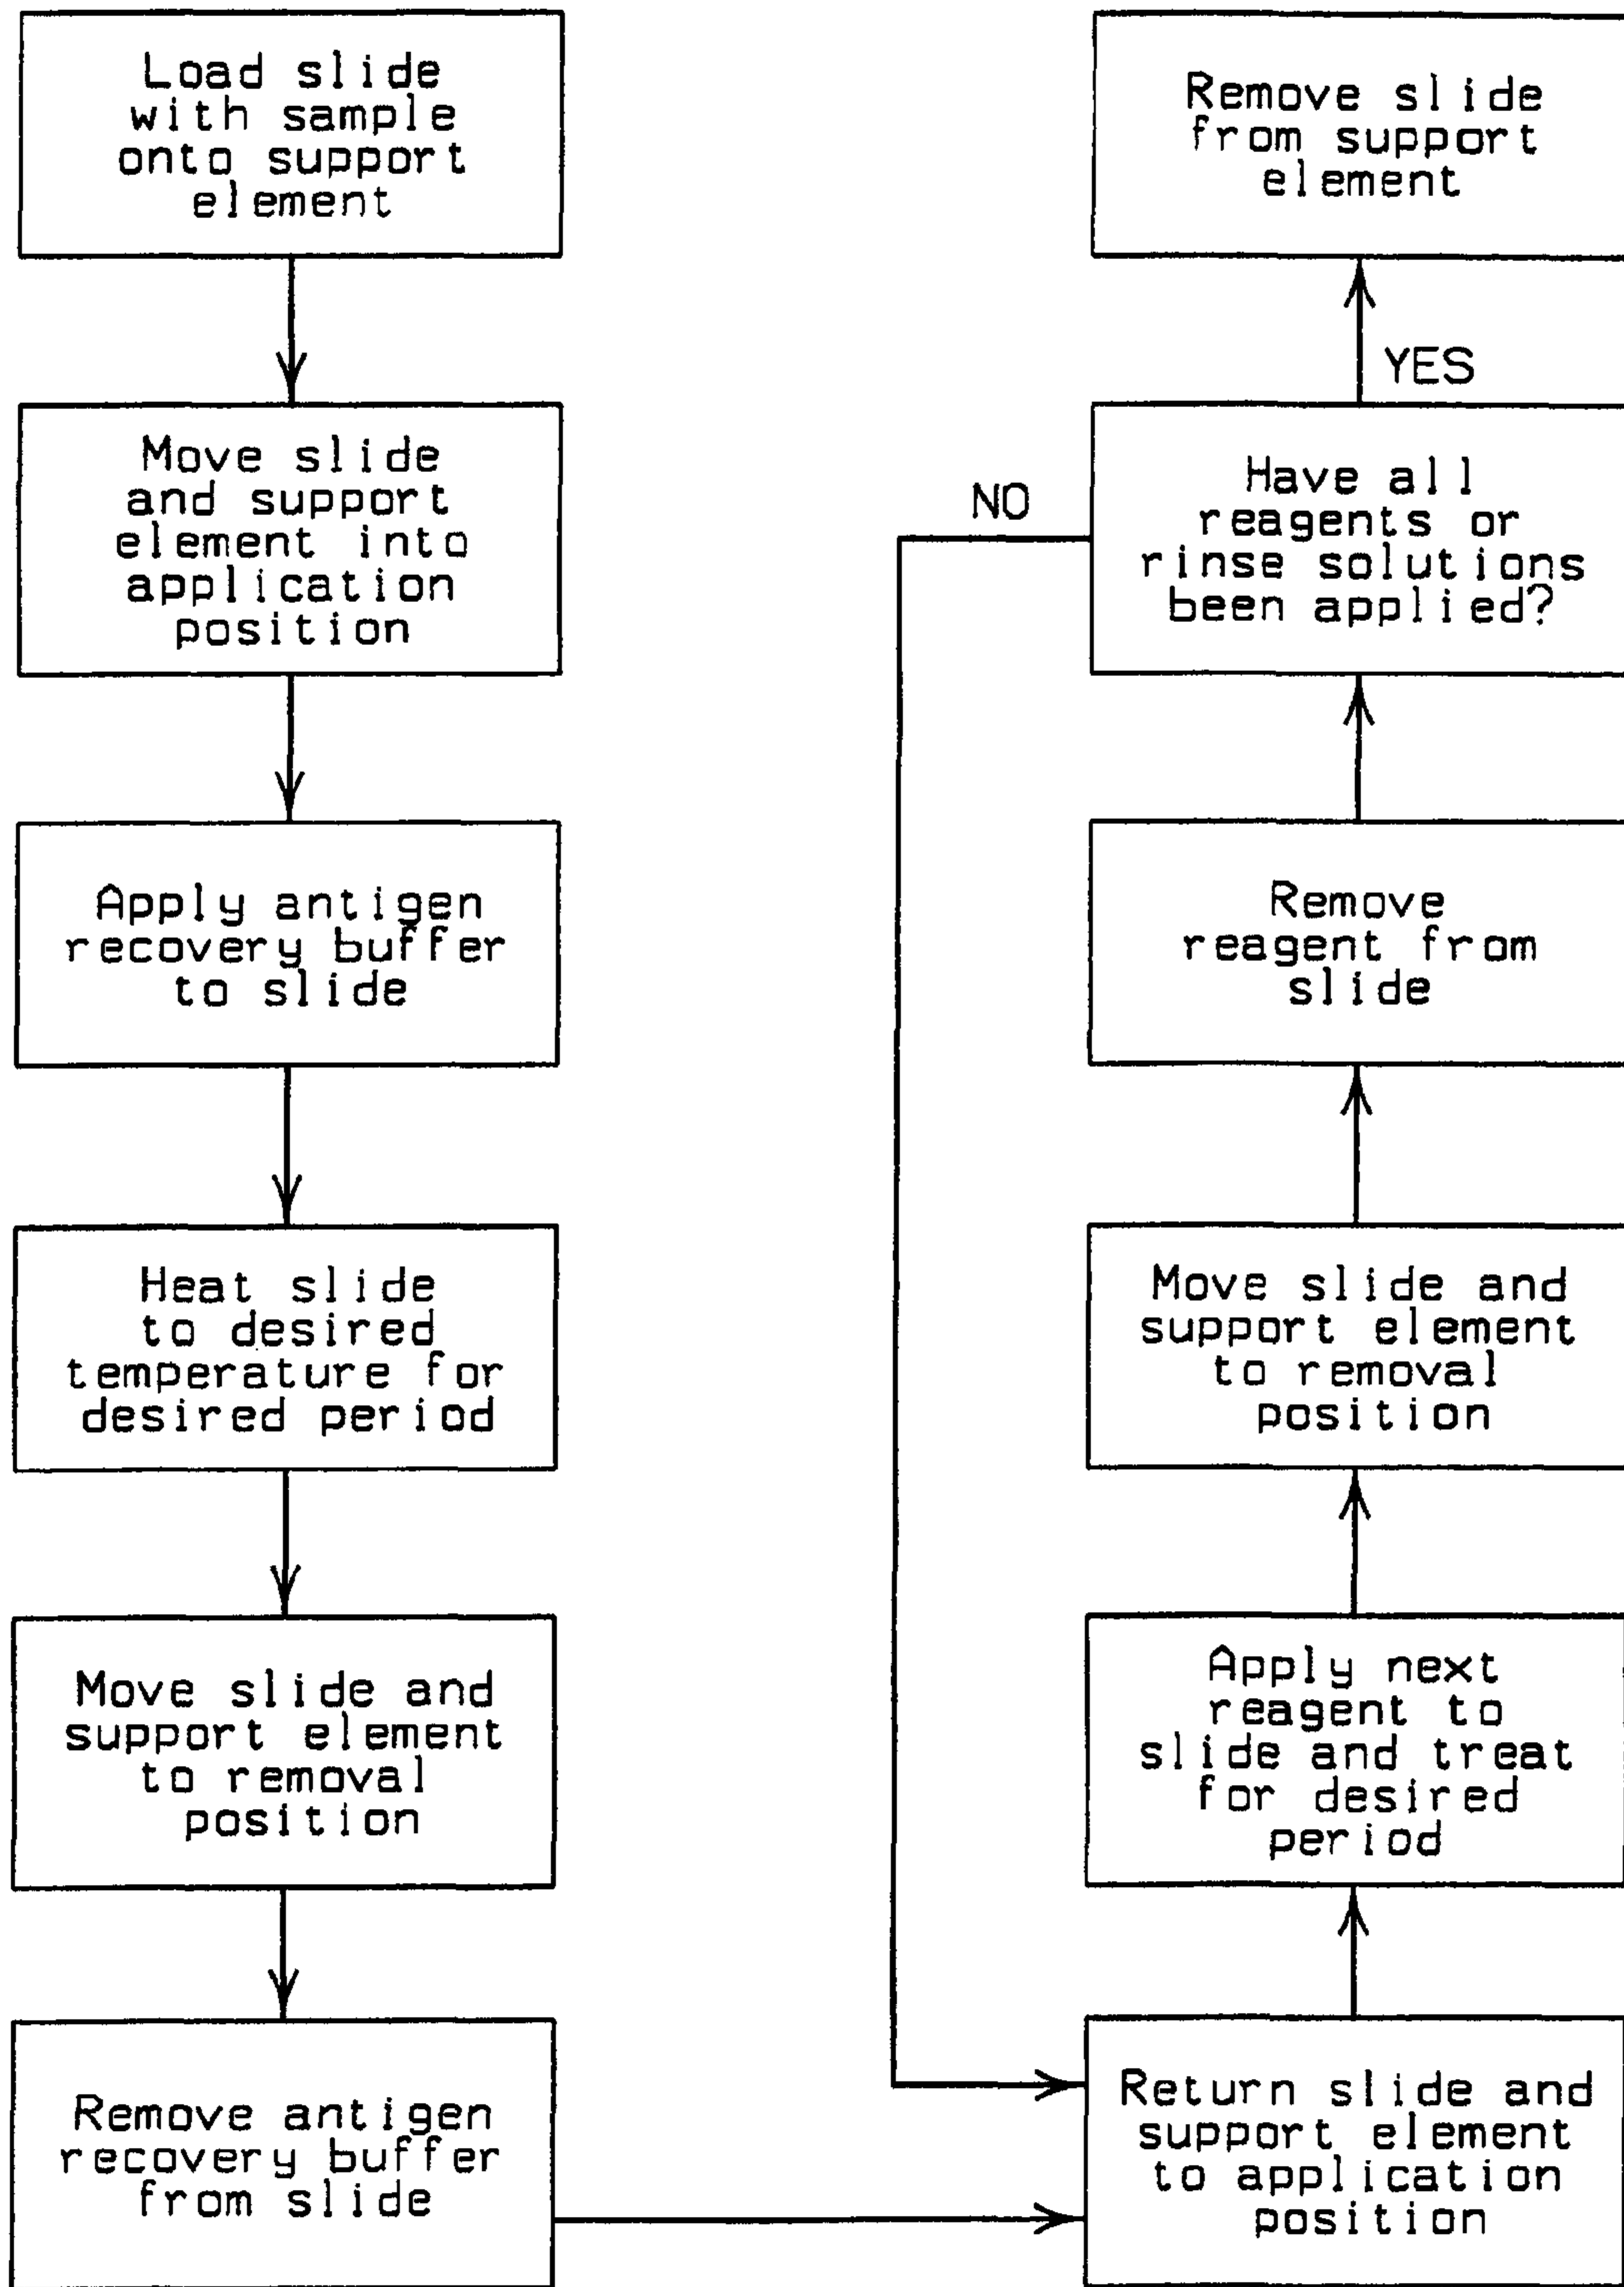 Load slide
with sample
onto support
element
Move slide
and support
element into
application
position
Apply antigen
recovery buffer
to slide
Heat slide
to desired
temperature for
desired period
Move slide and
support element
to removal
position
Remove antigen
recovery buffer
from slide
Return slide and
support element
to application
position
Apply next
reagent to
slide and treat
for desired
period
Move slide and
support element
to removal
position
Remove
reagent from
slide
Have all
reagents or
rinse solutions
been applied?
NO
YES
Remove slide
from support
element